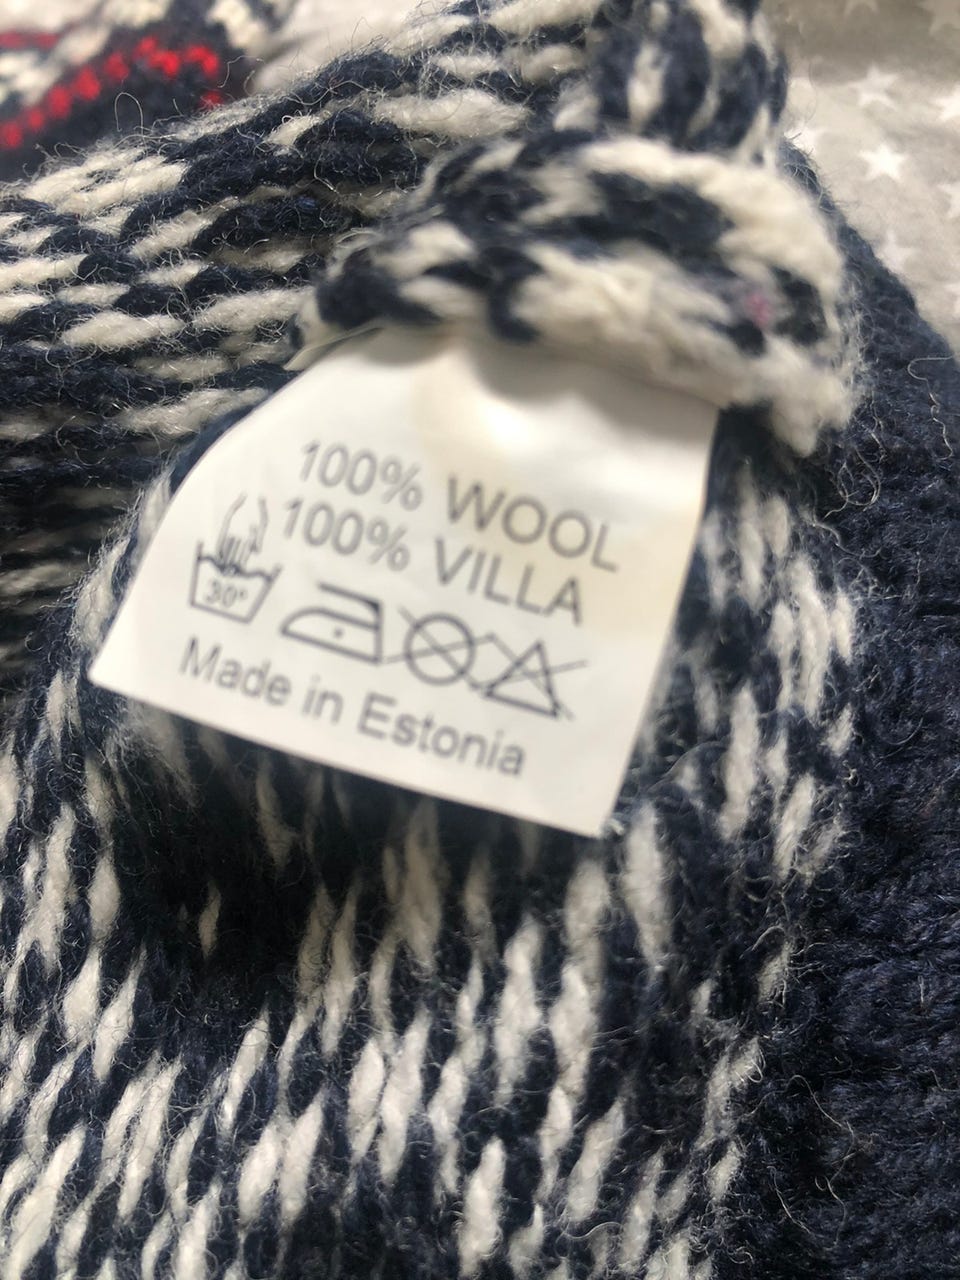 100% WOOL
100% VILLA
30°
Made in Estonia